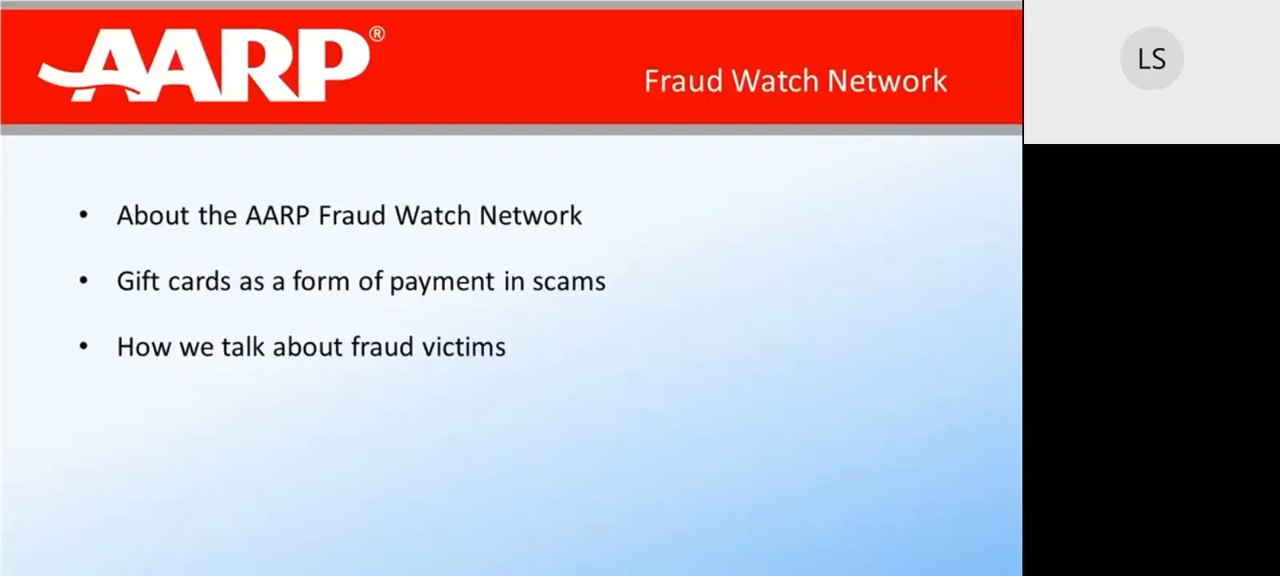 AARP®
Fraud Watch Network
LS
• About the AARP Fraud Watch Network
• Gift cards as a form of payment in scams
• How we talk about fraud victims